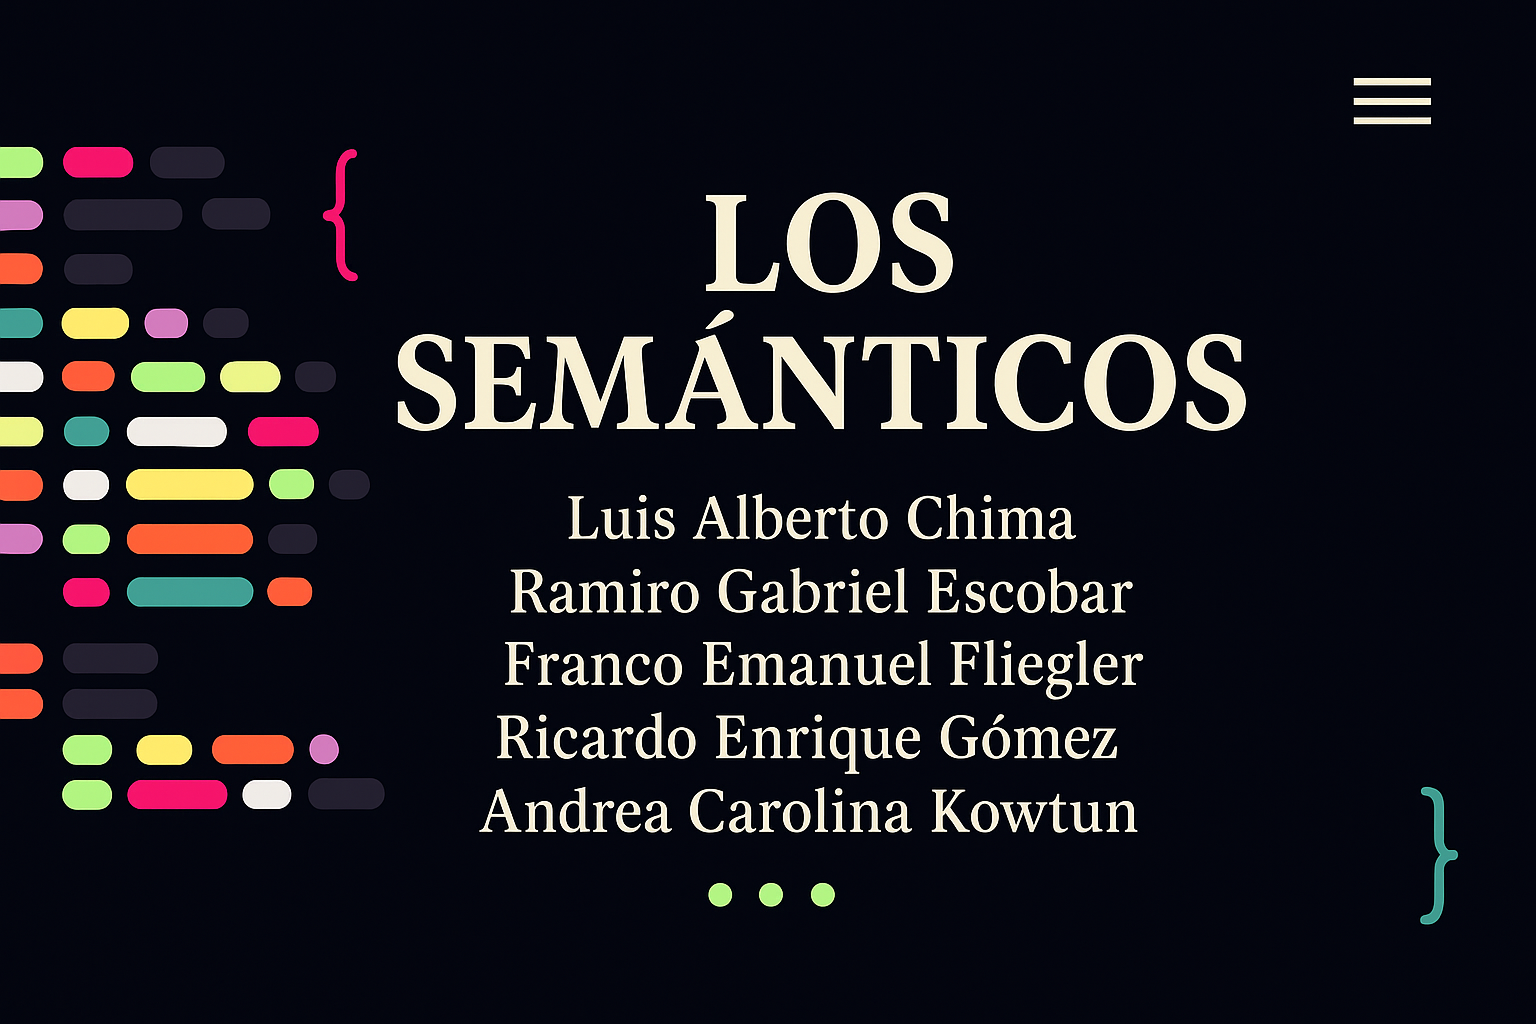 LOS
SEMÁNTICOS
Luis Alberto Chima
Ramiro Gabriel Escobar
Franco Emanuel Fliegler
Ricardo Enrique Gómez
Andrea Carolina Kowtun